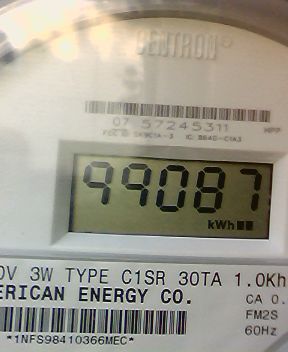 CENTRON®
07 57245311
HPP
99087
kWh
0V 3W TYPE C1SR 30TA 1.0Kh
ERICAN ENERGY CO.
CA 0.
FM2S
60Hz
*1NFS98410366MEC*